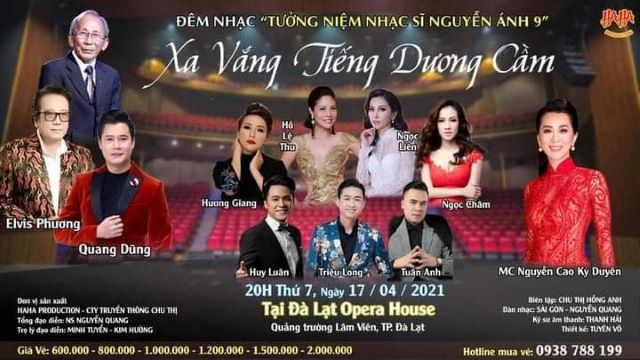 ĐÊM NHẠC "TƯỞNG NIỆM NHẠC SĨ NGUYỄN ÁNH 9"
HAHA
Xa Vắng Tiếng Dương Cầm
Hồ Lệ Thu
Ngọc Liên
Elvis Phương
Quang Dũng
Hương Giang
Ngọc Châm
Huy Luân
Triệu Long
Tuấn Anh
MC Nguyễn Cao Kỳ Duyên
20H Thứ 7, Ngày 17 / 04 / 2021
Tại Đà Lạt Opera House
Quảng trường Lâm Viên, TP. Đà Lạt
Đơn vị sản xuất
HAHA PRODUCTION - CTY TRUYỀN THÔNG CHU THỊ
Tổng đạo diễn: NS NGUYỄN QUANG
Trợ lý đạo diễn: MINH TUYỀN - KIM HƯỜNG
Biên tập: CHU THỊ HỒNG ANH
Dàn nhạc: SÀI GÒN - NGUYỄN QUANG
Kỹ sư âm thanh: THANH HẢI
Thiết kế: TUYÊN VÕ
Giá Vé: 600.000 - 800.000 - 1.000.000 - 1.200.000 - 1.500.000 - 2.000.000
Hotline mua vé: 0938 788 199